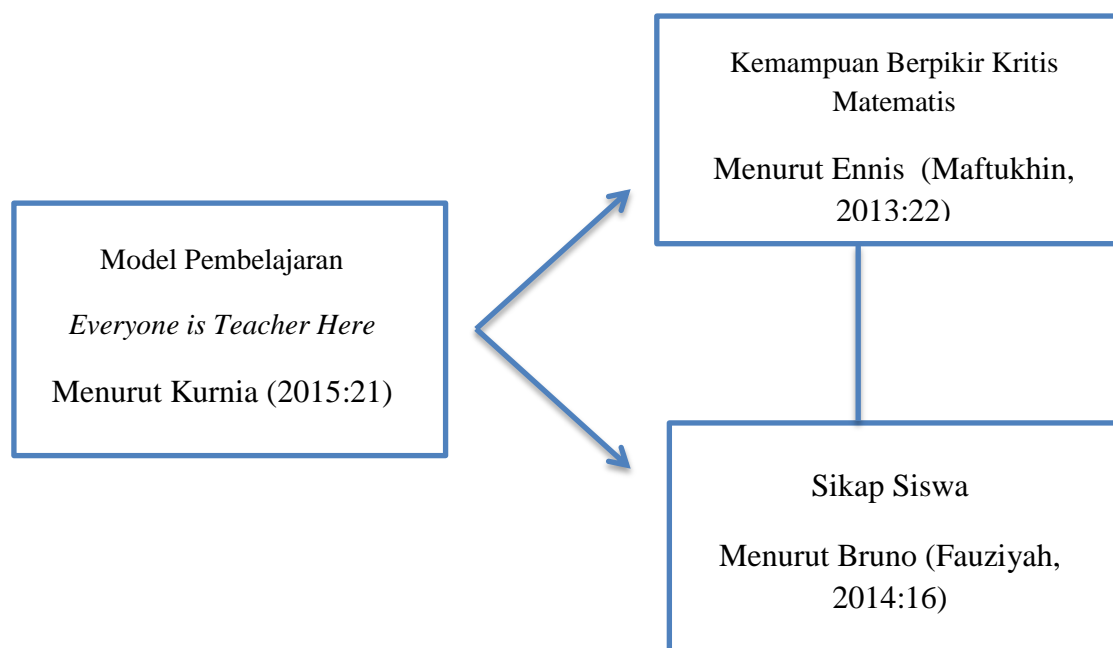 Model Pembelajaran
Everyone is Teacher Here
Menurut Kurnia (2015:21)
Kemampuan Berpikir Kritis
Matematis
Menurut Ennis (Maftukhin,
2013:22)
Sikap Siswa
Menurut Bruno (Fauziyah,
2014:16)